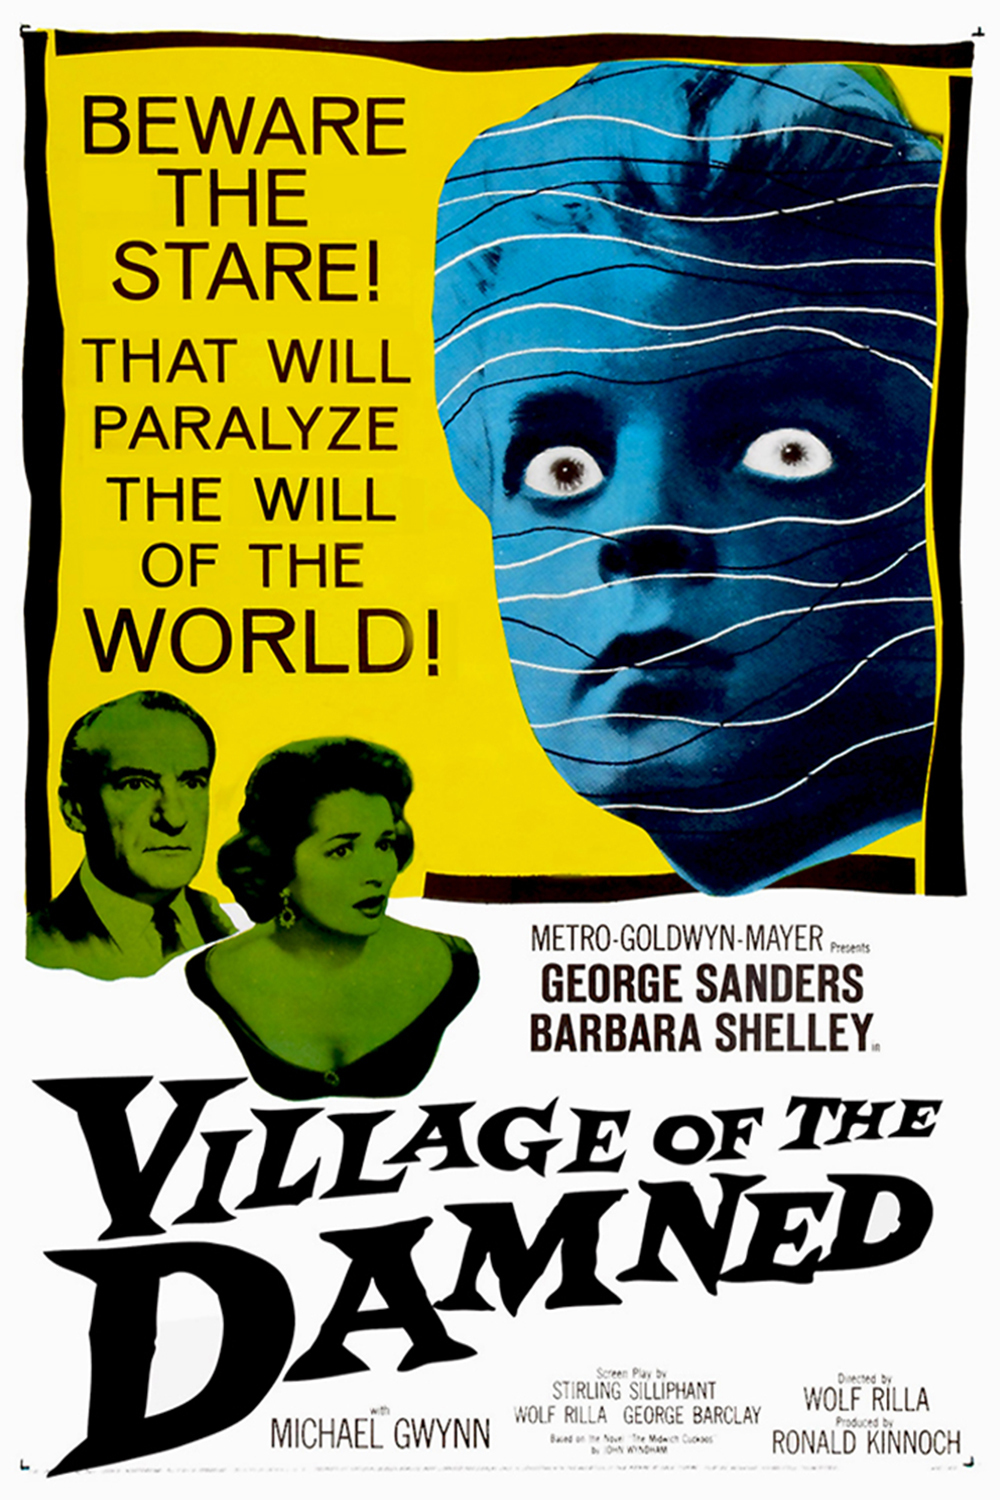 BEWARE
THE
STARE!
THAT WILL
PARALYZE
THE WILL
OF THE
WORLD!
METRO-GOLDWYN-MAYER Presents
GEORGE SANDERS
BARBARA SHELLEY in
VILLAGE OF THE
DAMNED
with
MICHAEL GWYNN
Screen Play by
STIRLING SILLIPHANT
WOLF RILLA GEORGE BARCLAY
Based on the Novel "The Midwich Cuckoos"
by JOHN WYNDHAM
Directed by
WOLF RILLA
Produced by
RONALD KINNOCH